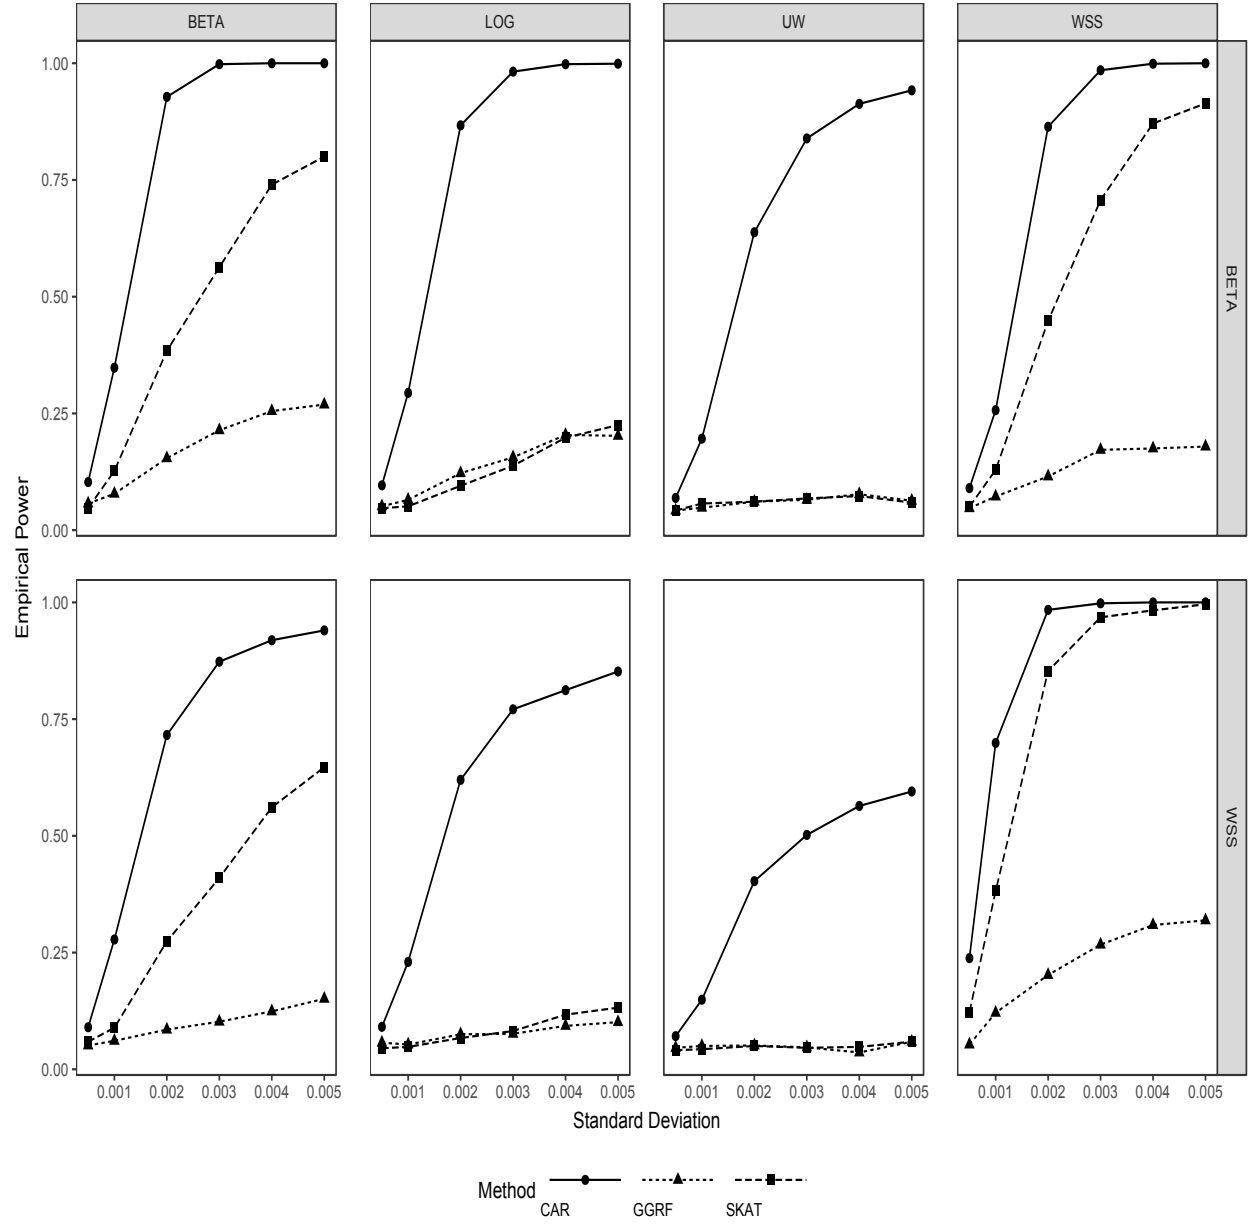 BETA LOG UW WSS
1.00
0.75
0.50
0.25
0.00
BETA
Empirical Power
1.00
0.75
0.50
0.25
0.00
WSS
0.001 0.002 0.003 0.004 0.005 0.001 0.002 0.003 0.004 0.005 0.001 0.002 0.003 0.004 0.005 0.001 0.002 0.003 0.004 0.005
Standard Deviation
Method
CAR GGRF SKAT